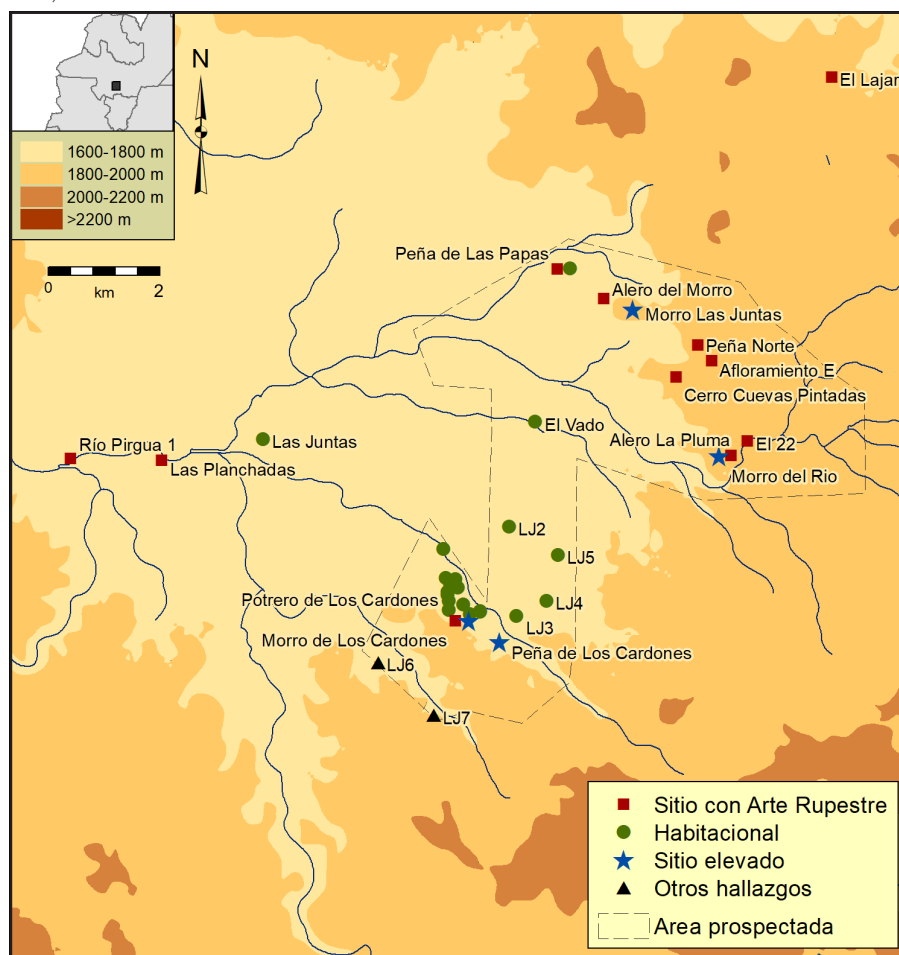 N
1600-1800 m
1800-2000 m
2000-2200 m
>2200 m
0 2
km
El Lajar
Peña de Las Papas
Alero del Morro
Morro Las Juntas
Peña Norte
Afloramiento E
Cerro Cuevas Pintadas
El Vado
Las Juntas
Alero La Pluma
El 22
Río Pirgua 1
Las Planchadas
Morro del Rio
LJ2
LJ5
Potrero de Los Cardones
LJ4
LJ3
Morro de Los Cardones
Peña de Los Cardones
LJ6
LJ7
Sitio con Arte Rupestre
Habitacional
Sitio elevado
Otros hallazgos
Area prospectada